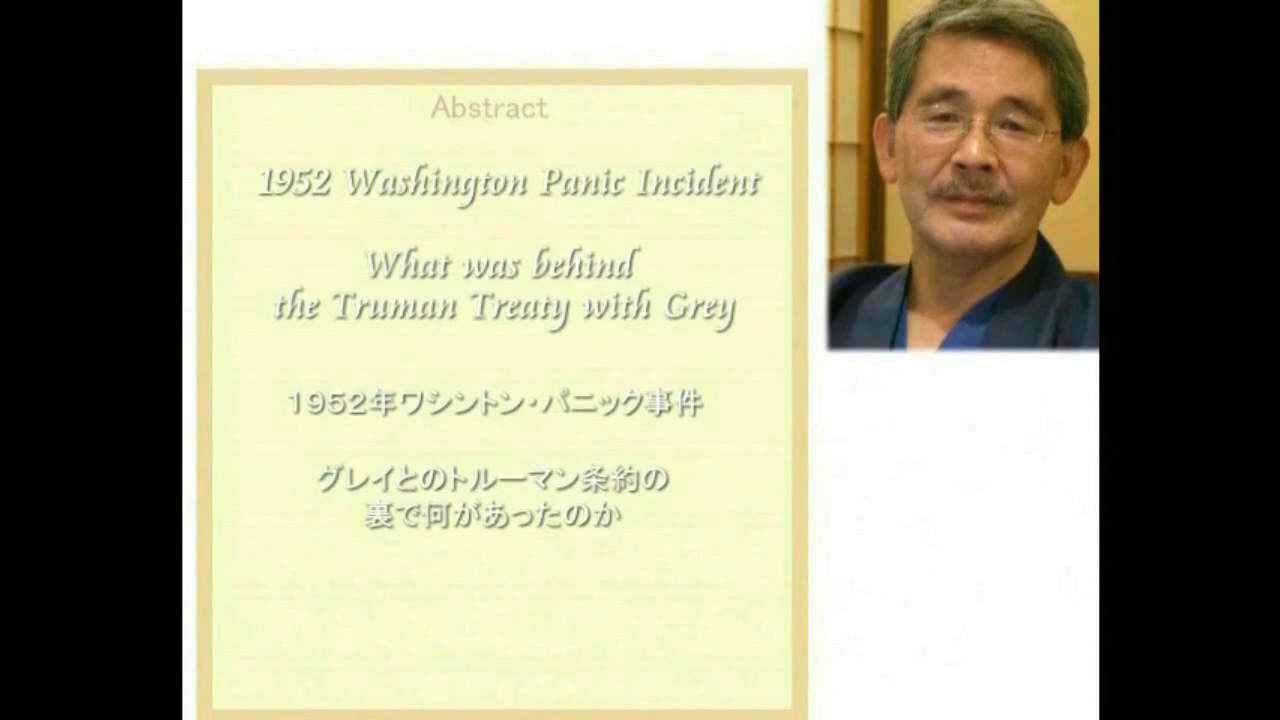 Abstract
1952 Washington Panic Incident
What was behind
the Truman Treaty with Grey
1952年ワシントン・パニック事件
グレイとのトルーマン条約の
裏で何があったのか